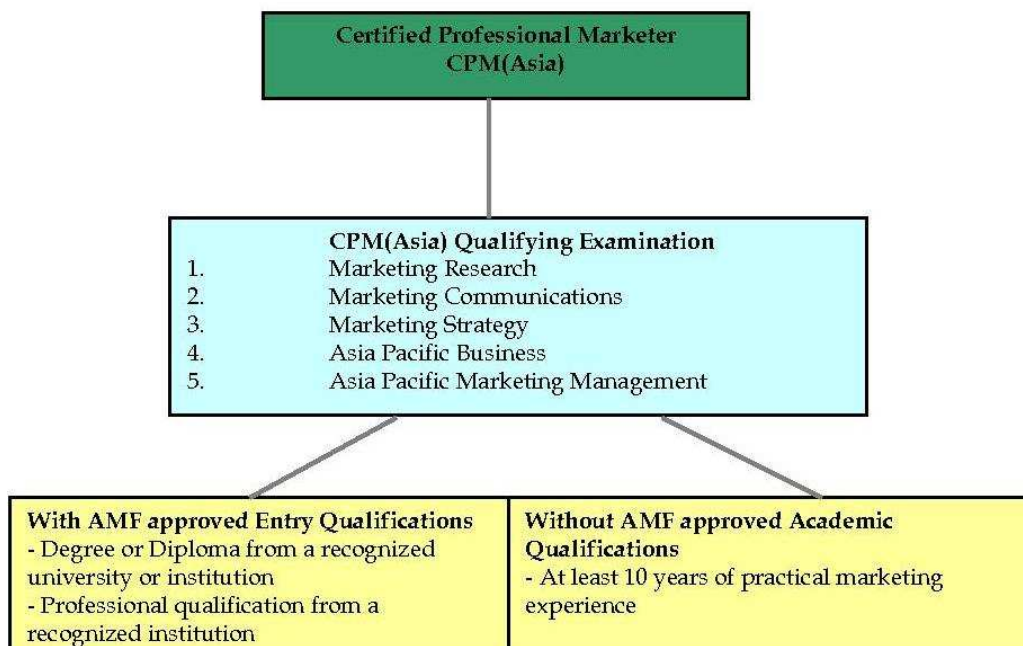 Certified Professional Marketer
CPM(Asia)
CPM(Asia) Qualifying Examination
1. Marketing Research
2. Marketing Communications
3. Marketing Strategy
4. Asia Pacific Business
5. Asia Pacific Marketing Management
With AMF approved Entry Qualifications
- Degree or Diploma from a recognized
university or institution
- Professional qualification from a
recognized institution
Without AMF approved Academic
Qualifications
- At least 10 years of practical marketing
experience